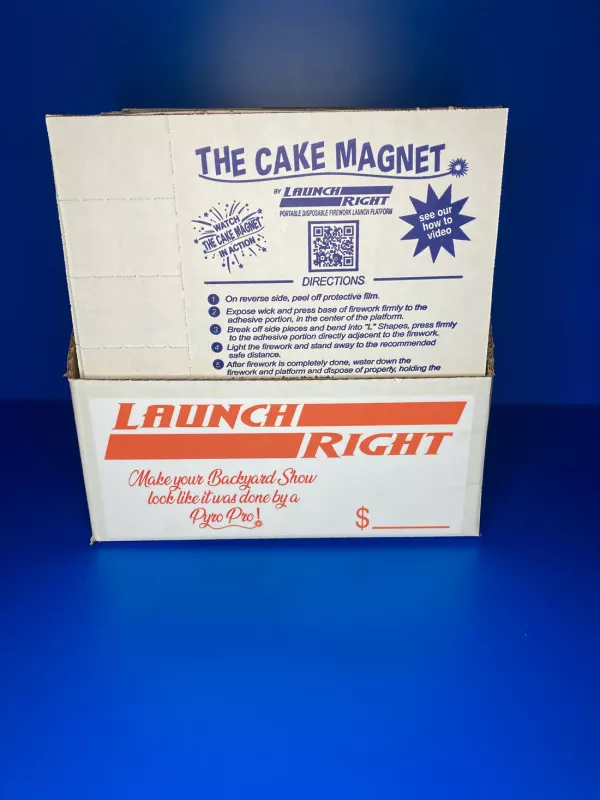 THE CAKE MAGNET
BY LAUNCH
RIGHT
PORTABLE DISPOSABLE FIREWORK LAUNCH PLATFORM
WATCH
THE CAKE MAGNET
IN ACTION
see our
how to
video
DIRECTIONS
1 On reverse side, peel off protective film.
2 Expose wick and press base of firework firmly to the
adhesive portion, in the center of the platform.
3 Break off side pieces and bend into "L" Shapes, press firmly
to the adhesive portion directly adjacent to the firework.
4 Light the firework and stand away to the recommended
safe distance.
5 After firework is completely done, water down the
firework and platform and dispose of properly, holding the
LAUNCH
RIGHT
Make your Backyard Show
look like it was done by a
Pyro Pro!
$